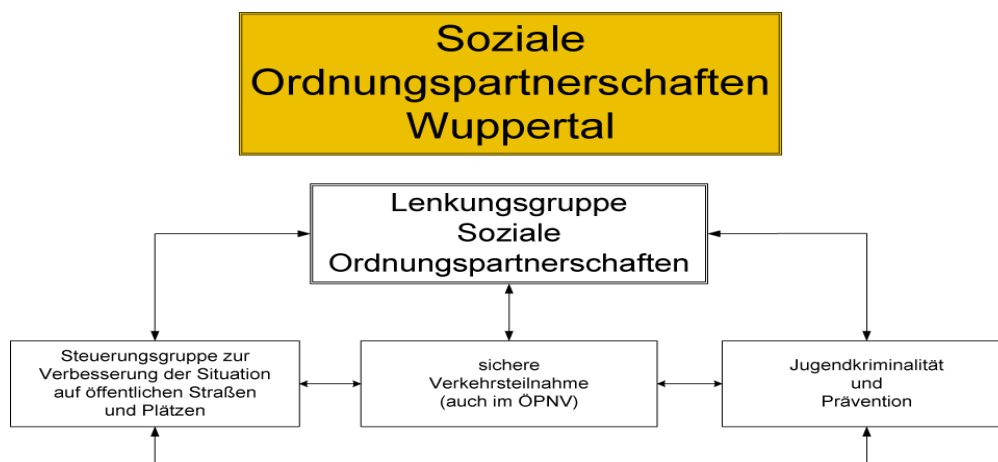 Soziale
Ordnungspartnerschaften
Wuppertal
Lenkungsgruppe
Soziale
Ordnungspartnerschaften
Steuerungsgruppe zur
Verbesserung der Situation
auf öffentlichen Straßen
und Plätzen
sichere
Verkehrsteilnahme
(auch im ÖPNV)
Jugendkriminalität
und
Prävention